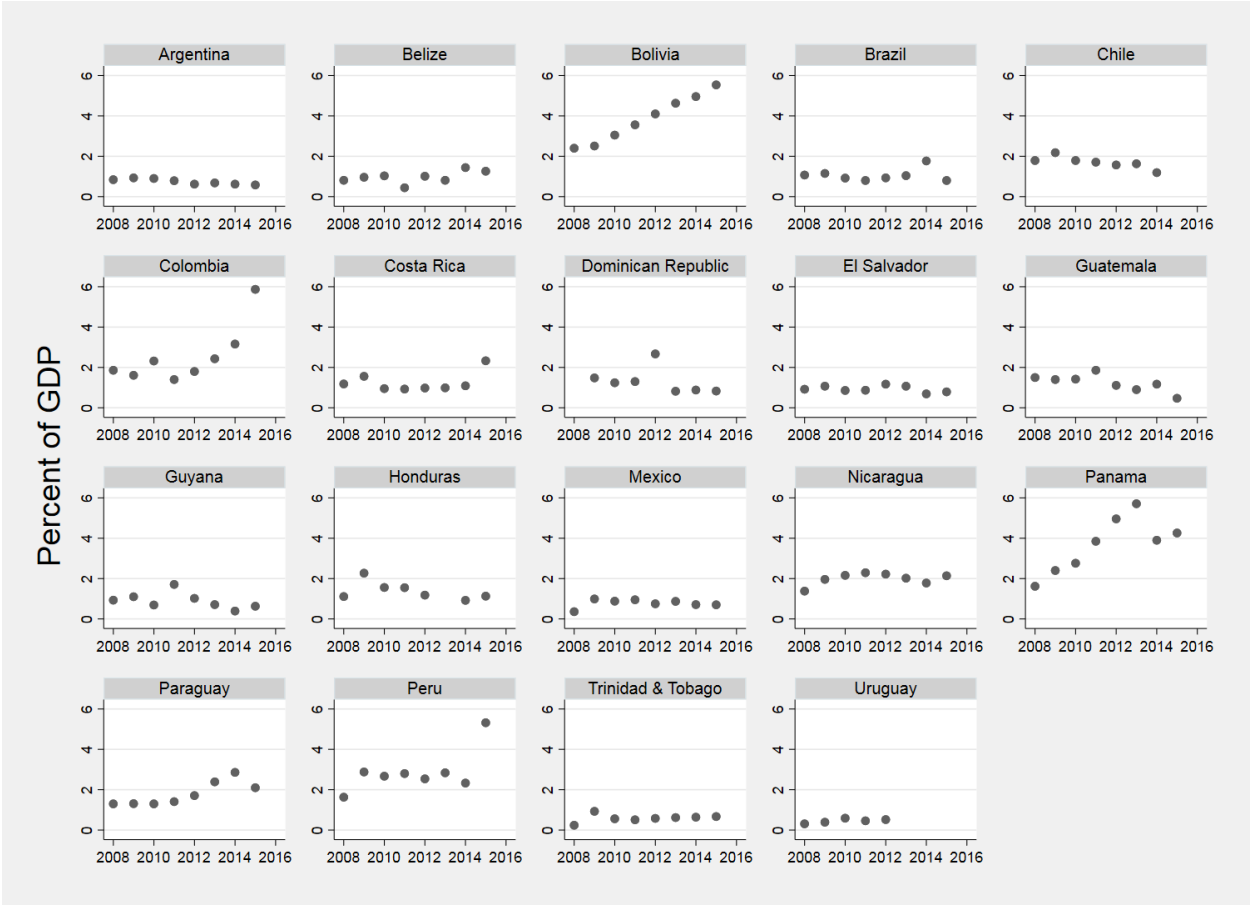 Percent of GDP
Argentina
6
4
2
0
2008 2010 2012 2014 2016
Belize
6
4
2
0
2008 2010 2012 2014 2016
Bolivia
6
4
2
0
2008 2010 2012 2014 2016
Brazil
6
4
2
0
2008 2010 2012 2014 2016
Chile
6
4
2
0
2008 2010 2012 2014 2016
Colombia
6
4
2
0
2008 2010 2012 2014 2016
Costa Rica
6
4
2
0
2008 2010 2012 2014 2016
Dominican Republic
6
4
2
0
2008 2010 2012 2014 2016
El Salvador
6
4
2
0
2008 2010 2012 2014 2016
Guatemala
6
4
2
0
2008 2010 2012 2014 2016
Guyana
6
4
2
0
2008 2010 2012 2014 2016
Honduras
6
4
2
0
2008 2010 2012 2014 2016
Mexico
6
4
2
0
2008 2010 2012 2014 2016
Nicaragua
6
4
2
0
2008 2010 2012 2014 2016
Panama
6
4
2
0
2008 2010 2012 2014 2016
Paraguay
6
4
2
0
2008 2010 2012 2014 2016
Peru
6
4
2
0
2008 2010 2012 2014 2016
Trinidad & Tobago
6
4
2
0
2008 2010 2012 2014 2016
Uruguay
6
4
2
0
2008 2010 2012 2014 2016